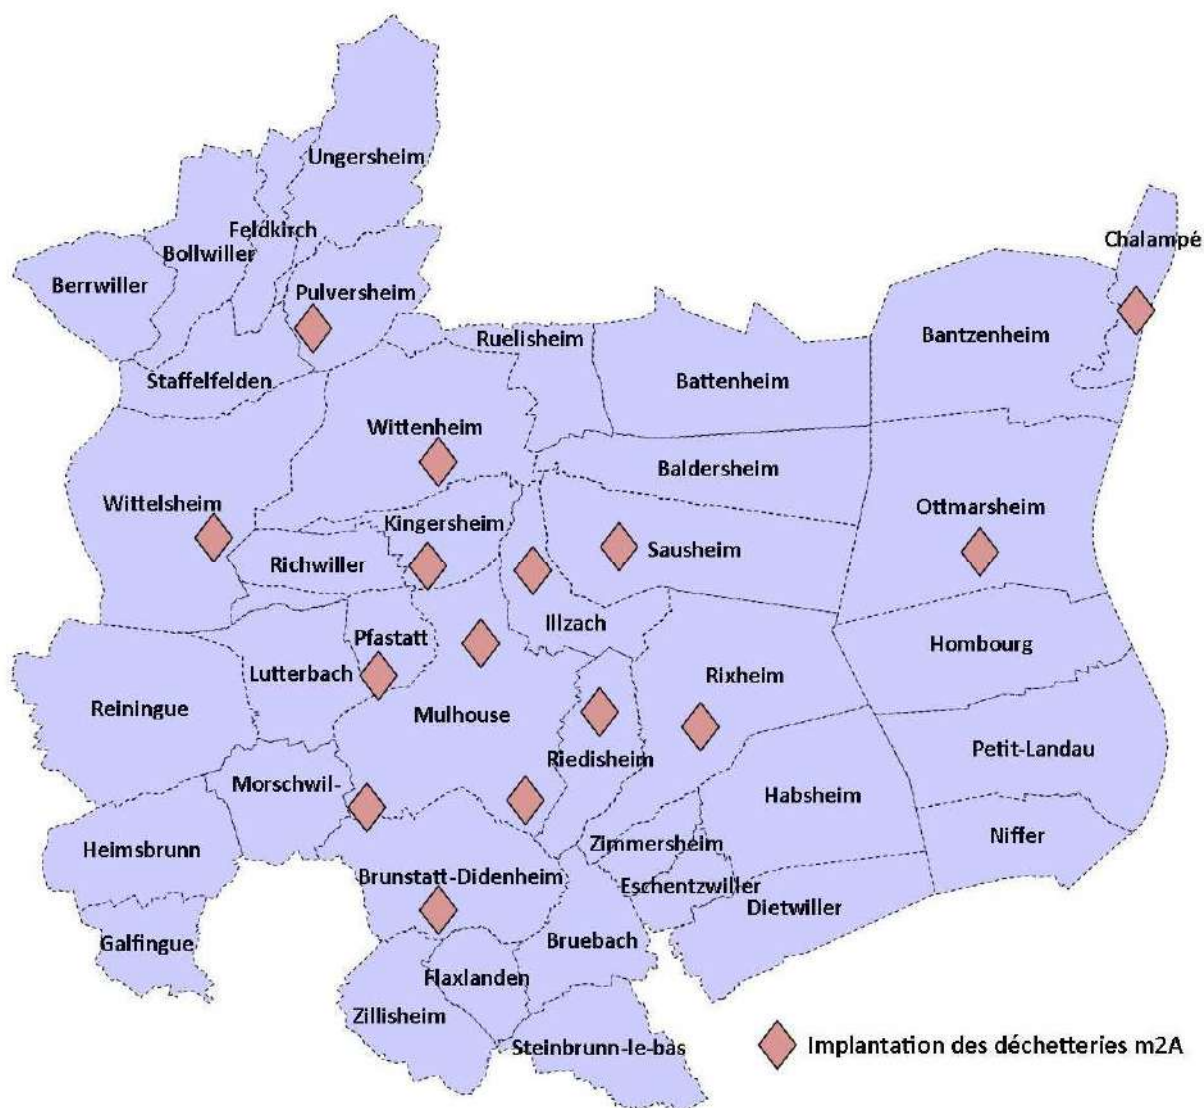 Ungersheim
Feldkirch
Bollwiller
Chalampé
Berrwiller
Pulversheim
Ruelisheim
Bantzenheim
Staffelfelden
Battenheim
Wittenheim
Baldersheim
Wittelsheim
Ottmarsheim
Kingersheim
Sausheim
Richwiller
Illzach
Pfastatt
Hombourg
Lutterbach
Rixheim
Reiningue
Mulhouse
Petit-Landau
Riedisheim
Morschwil-
Habsheim
Niffer
Zimmersheim
Heimsbrunn
Brunstatt-Didenheim
Eschentzwiller
Dietwiller
Galfingue
Bruebach
Flaxlanden
Zillisheim
Steinbrunn-le-bas
Implantation des déchetteries m2A